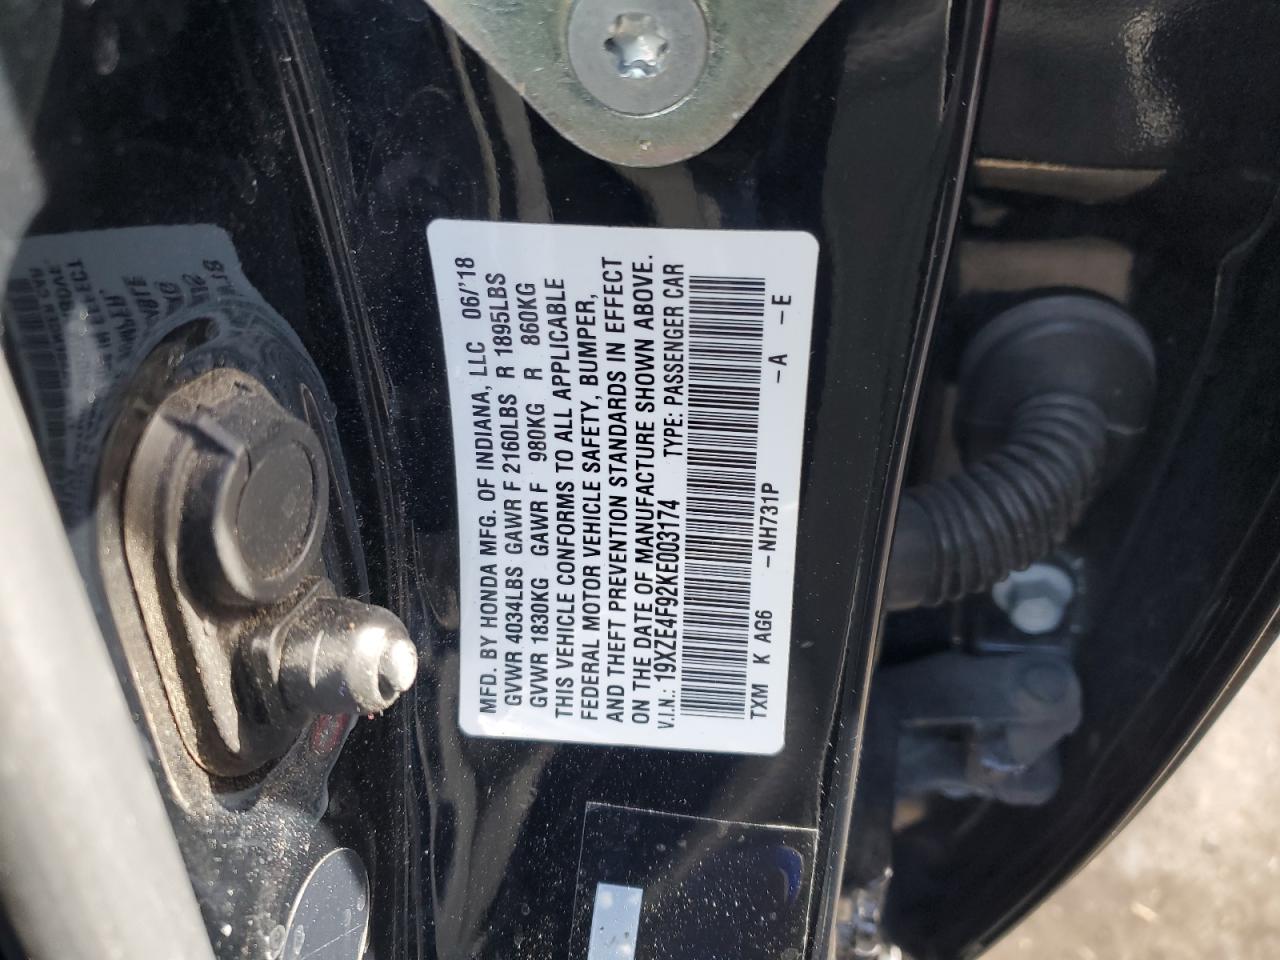 MFD. BY HONDA MFG. OF INDIANA, LLC 06/'18
GVWR 4034LBS GAWR F 2160LBS R 1895LBS
GVWR 1830KG GAWR F 980KG R 860KG
THIS VEHICLE CONFORMS TO ALL APPLICABLE
FEDERAL MOTOR VEHICLE SAFETY, BUMPER,
AND THEFT PREVENTION STANDARDS IN EFFECT
ON THE DATE OF MANUFACTURE SHOWN ABOVE.
V.I.N.: 19XZE4F92KE003174 TYPE: PASSENGER CAR
TXM K AG6 -NH731P -A -E